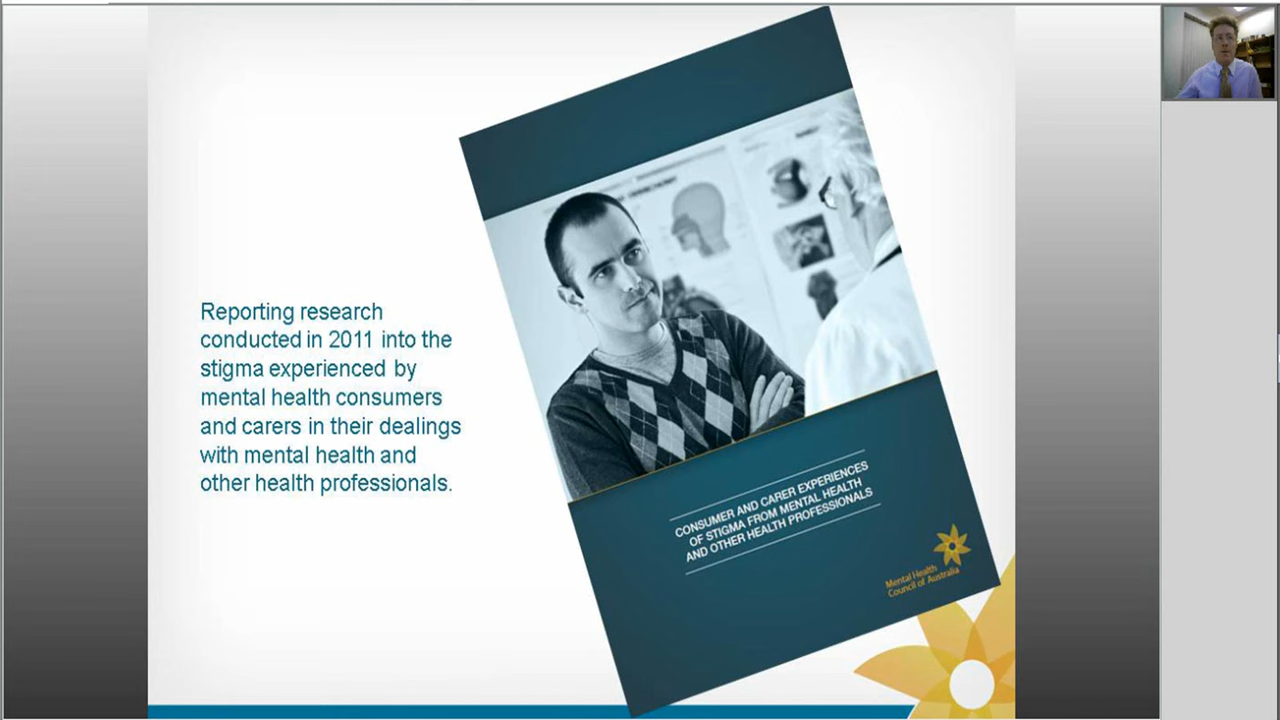 Reporting research
conducted in 2011 into the
stigma experienced by
mental health consumers
and carers in their dealings
with mental health and
other health professionals.
CONSUMER AND CARER EXPERIENCES
OF STIGMA FROM MENTAL HEALTH
AND OTHER HEALTH PROFESSIONALS
Mental Health
Council of Australia